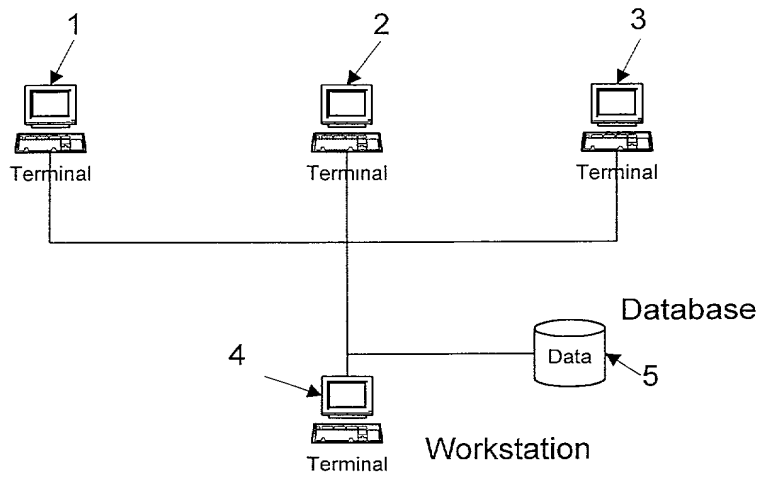 1
2
3
Terminal
Terminal
Terminal
Database
Data
5
4
Workstation
Terminal